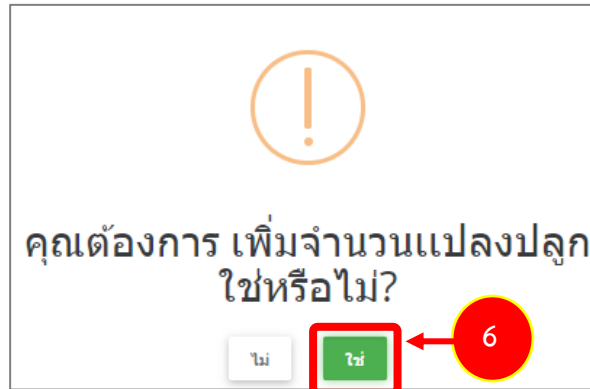 คุณต้องการ เพิ่มจำนวนแปลงปลูก
ใช่หรือไม่?
ไม่ ใช่ 6